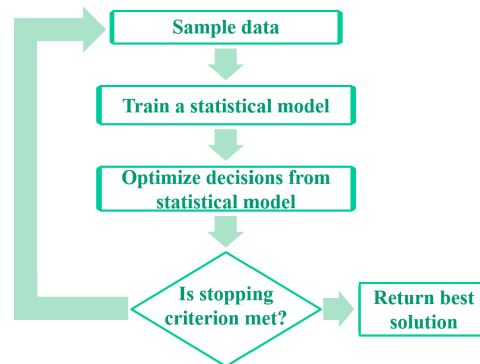 Sample data
Train a statistical model
Optimize decisions from
statistical model
Is stopping
criterion met?
Return best
solution